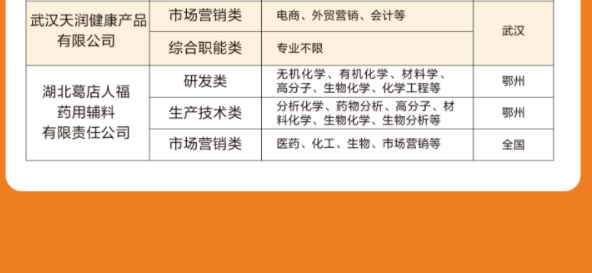 武汉天润健康产品
有限公司
市场营销类
电商、外贸营销、会计等
武汉
综合职能类
专业不限
湖北葛店人福
药用辅料
有限责任公司
研发类
无机化学、有机化学、材料学、
高分子、生物化学、化学工程等
鄂州
生产技术类
分析化学、药物分析、高分子、材
料化学、生物化学、生物分析等
鄂州
市场营销类
医药、化工、生物、市场营销等
全国